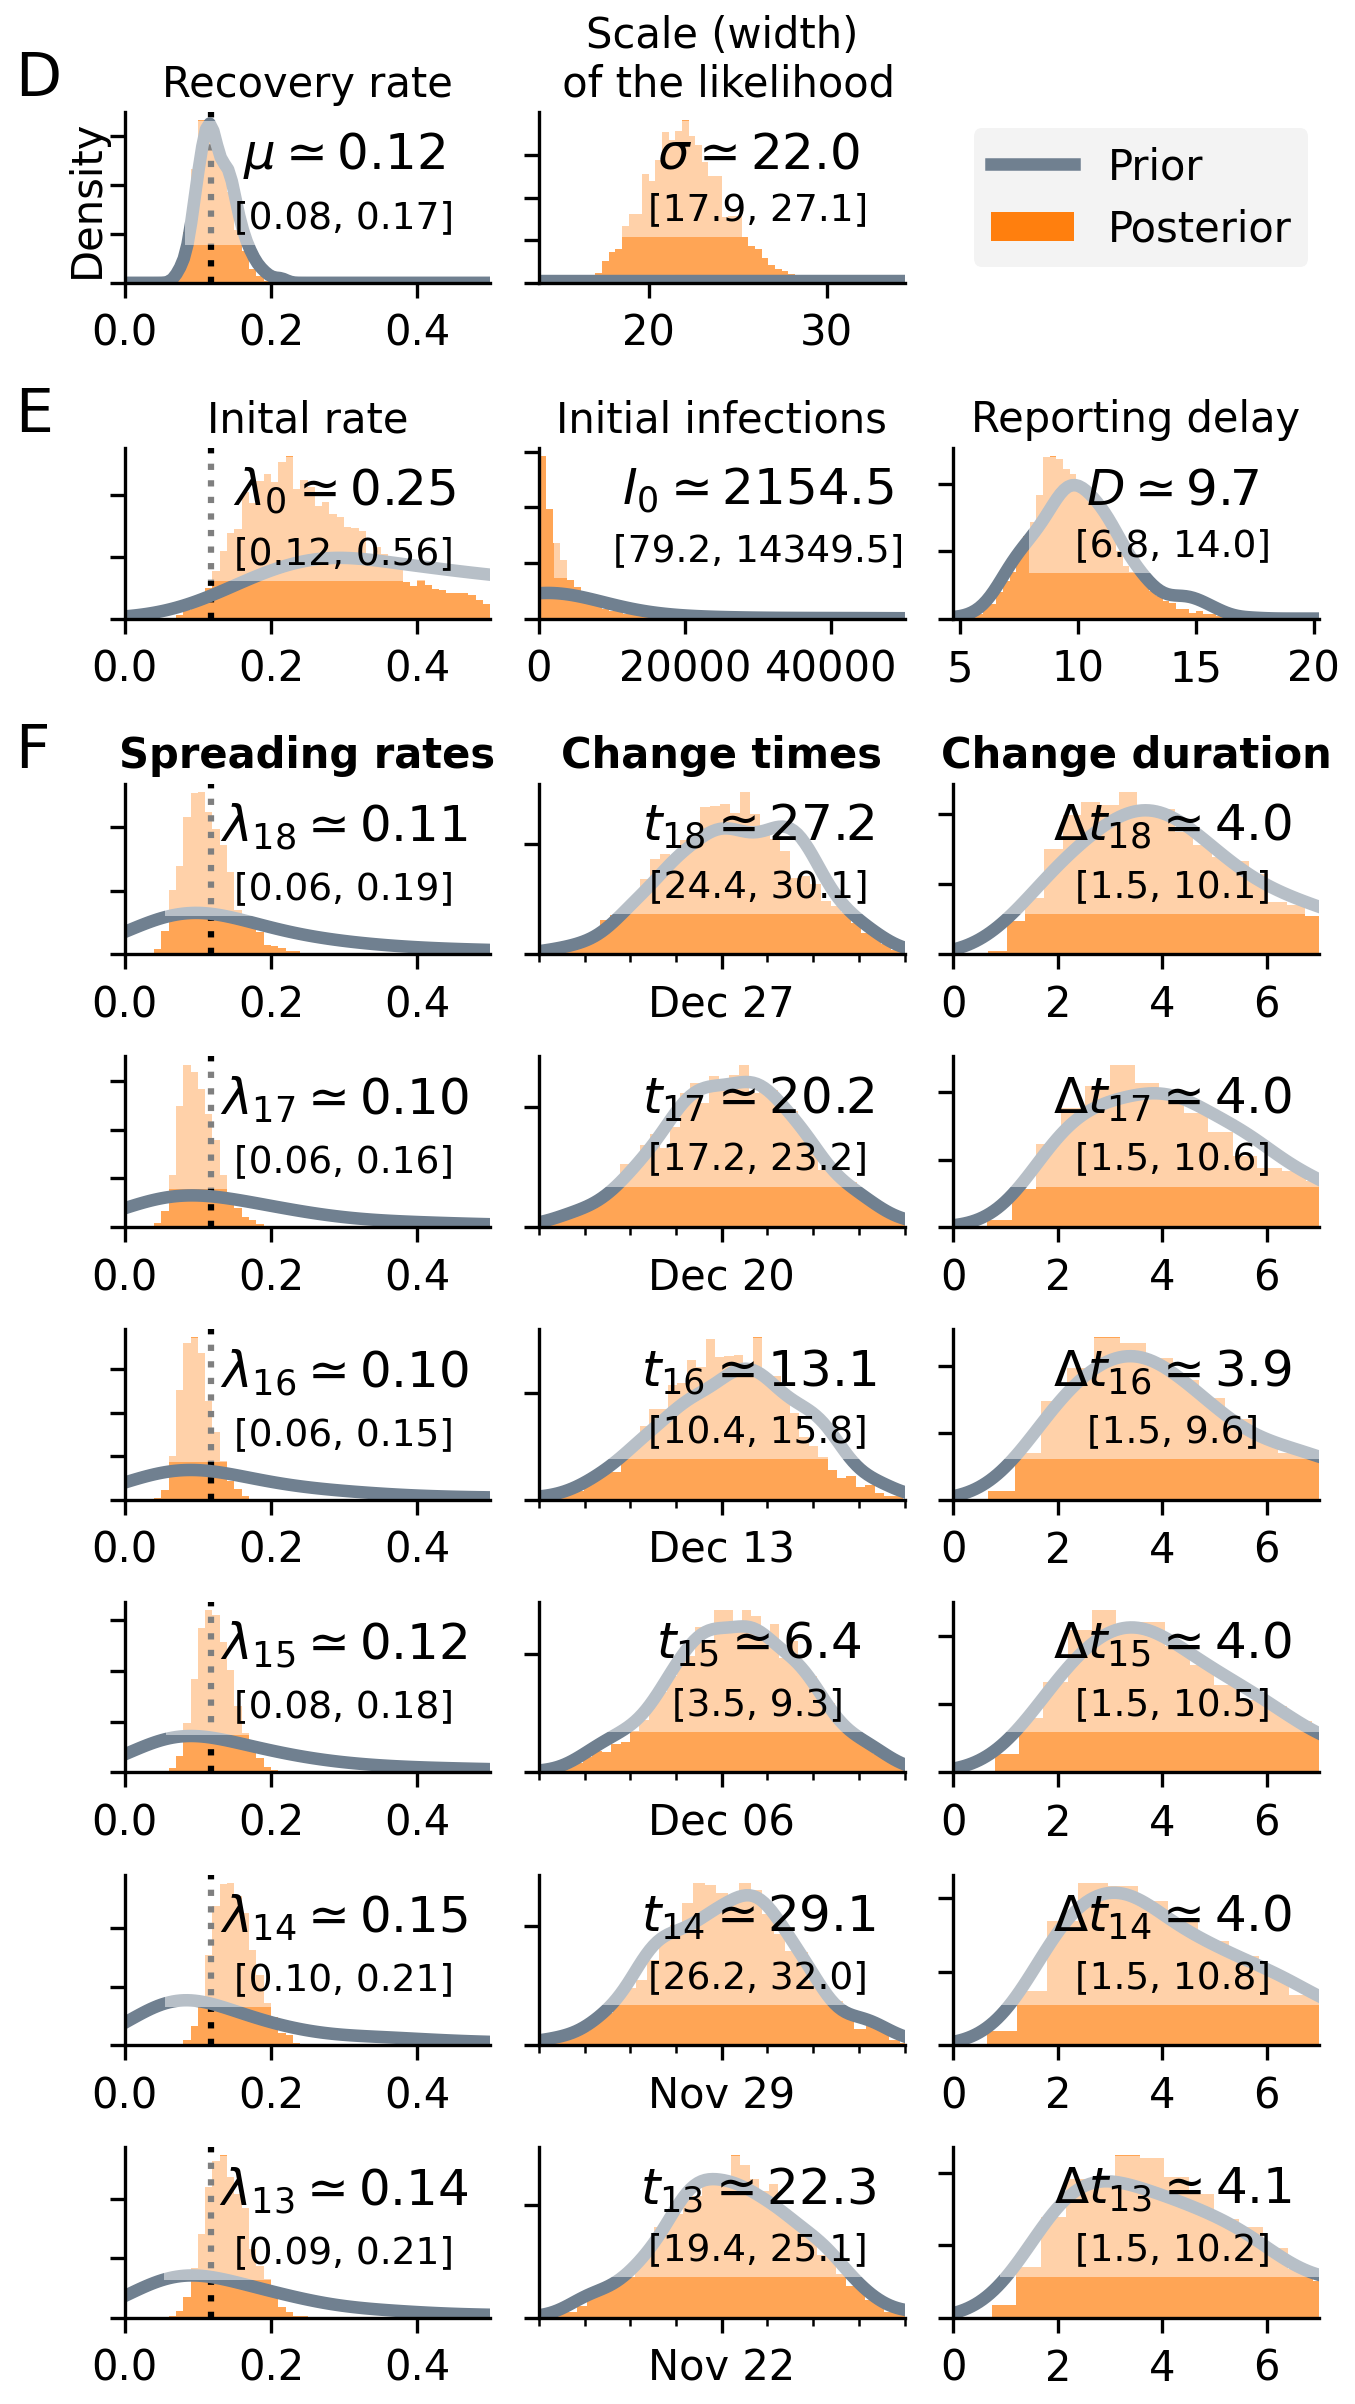 D
Recovery rate
Scale (width)
of the likelihood
Density
μ ≃ 0.12
[0.08, 0.17]
σ ≃ 22.0
[17.9, 27.1]
Prior
Posterior
0.0 0.2 0.4
20 30
E
Inital rate
Initial infections
Reporting delay
λ0 ≃ 0.25
[0.12, 0.56]
I0 ≃ 2154.5
[79.2, 14349.5]
D ≃ 9.7
[6.8, 14.0]
0.0 0.2 0.4
0 20000 40000
5 10 15 20
F
Spreading rates
Change times
Change duration
λ18 ≃ 0.11
[0.06, 0.19]
t18 ≃ 27.2
[24.4, 30.1]
Δt18 ≃ 4.0
[1.5, 10.1]
0.0 0.2 0.4
Dec 27
0 2 4 6
λ17 ≃ 0.10
[0.06, 0.16]
t17 ≃ 20.2
[17.2, 23.2]
Δt17 ≃ 4.0
[1.5, 10.6]
0.0 0.2 0.4
Dec 20
0 2 4 6
λ16 ≃ 0.10
[0.06, 0.15]
t16 ≃ 13.1
[10.4, 15.8]
Δt16 ≃ 3.9
[1.5, 9.6]
0.0 0.2 0.4
Dec 13
0 2 4 6
λ15 ≃ 0.12
[0.08, 0.18]
t15 ≃ 6.4
[3.5, 9.3]
Δt15 ≃ 4.0
[1.5, 10.5]
0.0 0.2 0.4
Dec 06
0 2 4 6
λ14 ≃ 0.15
[0.10, 0.21]
t14 ≃ 29.1
[26.2, 32.0]
Δt14 ≃ 4.0
[1.5, 10.8]
0.0 0.2 0.4
Nov 29
0 2 4 6
λ13 ≃ 0.14
[0.09, 0.21]
t13 ≃ 22.3
[19.4, 25.1]
Δt13 ≃ 4.1
[1.5, 10.2]
0.0 0.2 0.4
Nov 22
0 2 4 6